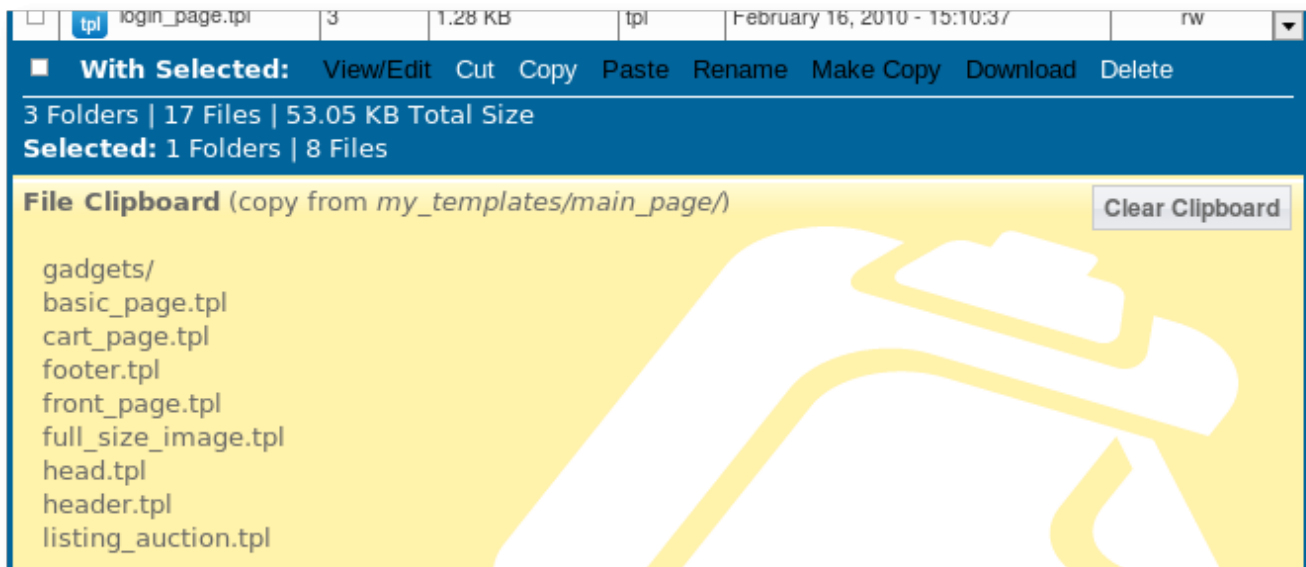 tpl login_page.tpl 3 1.28 KB tpl February 16, 2010 - 15:10:37 rw
With Selected: View/Edit Cut Copy Paste Rename Make Copy Download Delete
3 Folders | 17 Files | 53.05 KB Total Size
Selected: 1 Folders | 8 Files
File Clipboard (copy from my_templates/main_page/) Clear Clipboard
gadgets/
basic_page.tpl
cart_page.tpl
footer.tpl
front_page.tpl
full_size_image.tpl
head.tpl
header.tpl
listing_auction.tpl